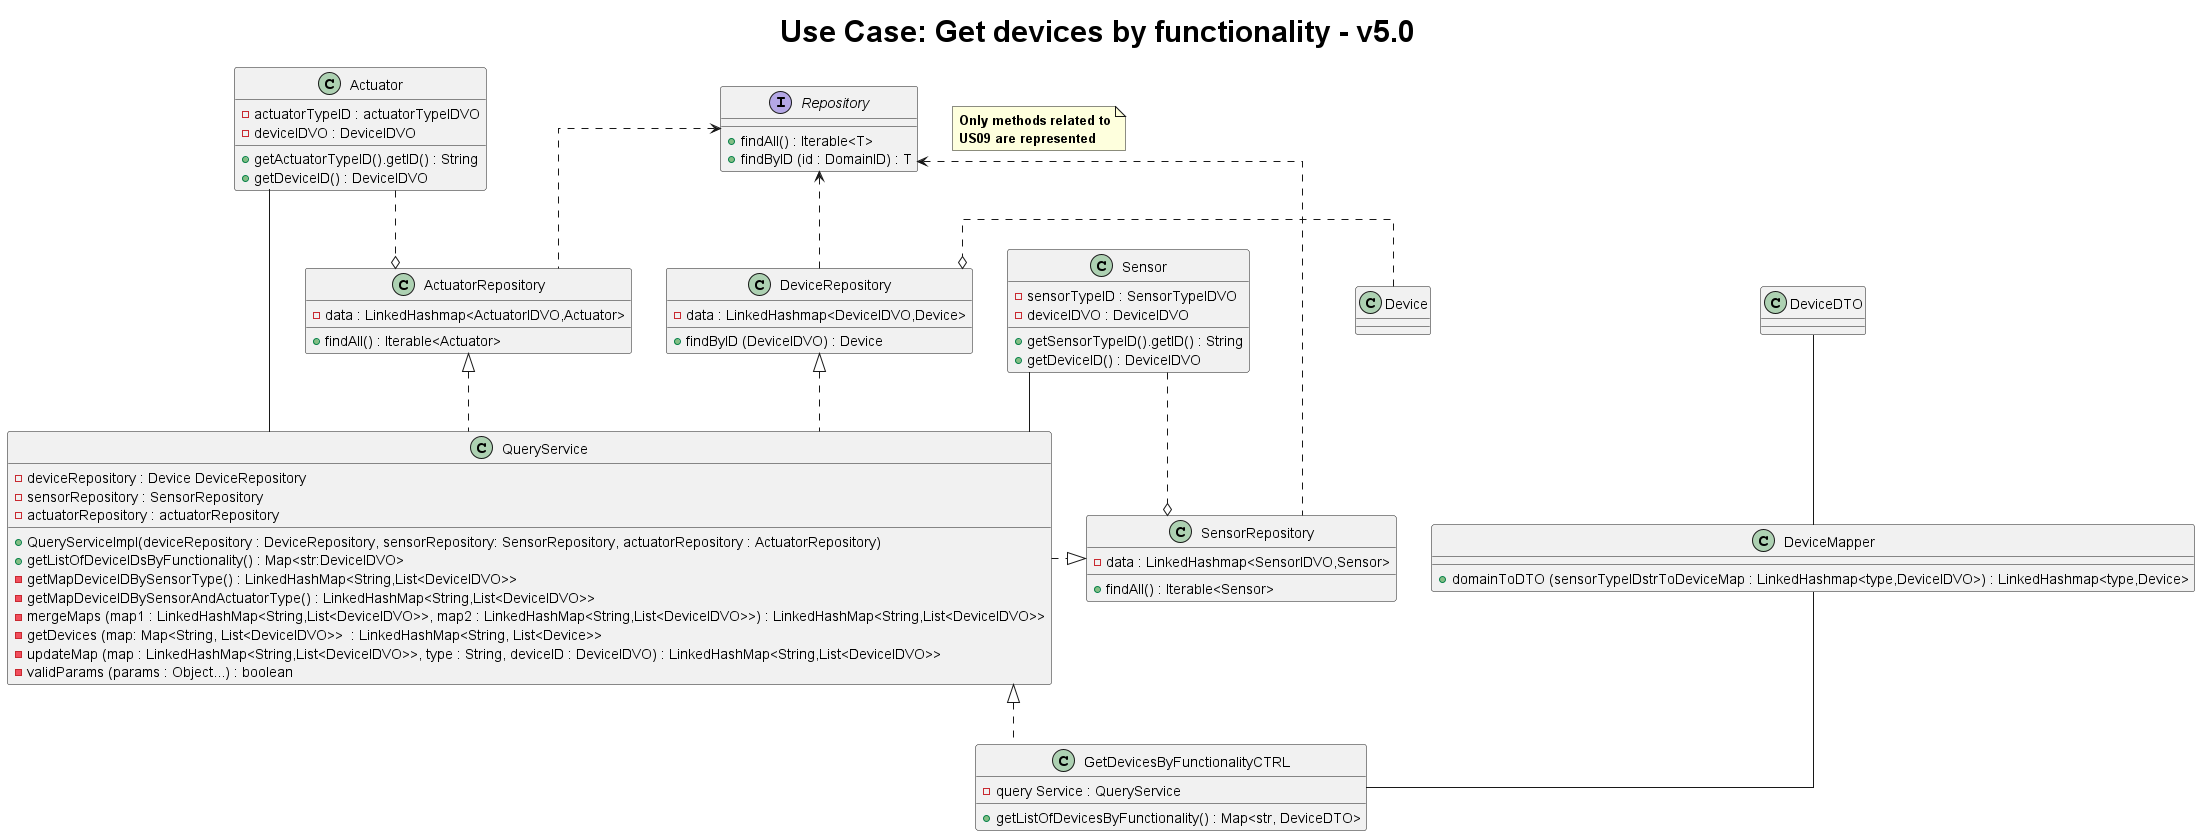 Use Case: Get devices by functionality - v5.0
C Actuator
actuatorTypeID : actuatorTypeIDVO
deviceIDVO : DeviceIDVO
getActuatorTypeID().getID() : String
getDeviceID() : DeviceIDVO
I Repository
findAll() : Iterable<T>
findByID (id : DomainID) : T
Only methods related to
US09 are represented
C ActuatorRepository
data : LinkedHashmap<ActuatorIDVO,Actuator>
findAll() : Iterable<Actuator>
C DeviceRepository
data : LinkedHashmap<DeviceIDVO,Device>
findByID (DeviceIDVO) : Device
C Sensor
sensorTypeID : SensorTypeIDVO
deviceIDVO : DeviceIDVO
getSensorTypeID().getID() : String
getDeviceID() : DeviceIDVO
C Device
C DeviceDTO
C QueryService
deviceRepository : Device DeviceRepository
sensorRepository : SensorRepository
actuatorRepository : actuatorRepository
QueryServiceImpl(deviceRepository : DeviceRepository, sensorRepository: SensorRepository, actuatorRepository : ActuatorRepository)
getListOfDeviceIDsByFunctionality() : Map<str:DeviceIDVO>
getMapDeviceIDBySensorType() : LinkedHashMap<String,List<DeviceIDVO>>
getMapDeviceIDBySensorAndActuatorType() : LinkedHashMap<String,List<DeviceIDVO>>
mergeMaps (map1 : LinkedHashMap<String,List<DeviceIDVO>>, map2 : LinkedHashMap<String,List<DeviceIDVO>>) : LinkedHashMap<String,List<DeviceIDVO>>
getDevices (map: Map<String, List<DeviceIDVO>>  : LinkedHashMap<String, List<Device>>
updateMap (map : LinkedHashMap<String,List<DeviceIDVO>>, type : String, deviceID : DeviceIDVO) : LinkedHashMap<String,List<DeviceIDVO>>
validParams (params : Object...) : boolean
C SensorRepository
data : LinkedHashmap<SensorIDVO,Sensor>
findAll() : Iterable<Sensor>
C DeviceMapper
domainToDTO (sensorTypeIDstrToDeviceMap : LinkedHashmap<type,DeviceIDVO>) : LinkedHashmap<type,Device>
C GetDevicesByFunctionalityCTRL
query Service : QueryService
getListOfDevicesByFunctionality() : Map<str, DeviceDTO>